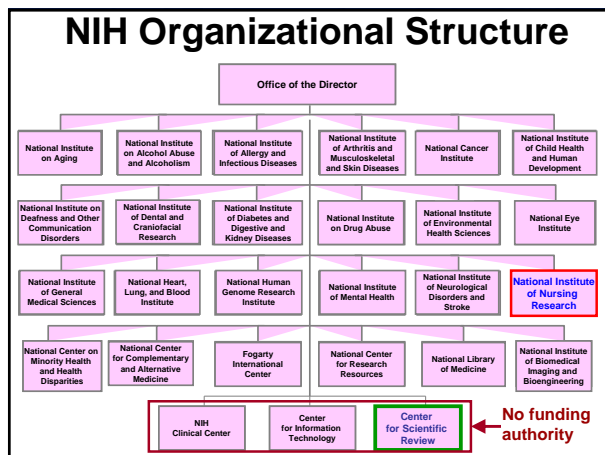 NIH Organizational Structure
Office of the Director
National Institute
on Aging
National Institute
on Alcohol Abuse
and Alcoholism
National Institute
of Allergy and
Infectious Diseases
National Institute
of Arthritis and
Musculoskeletal
and Skin Diseases
National Cancer
Institute
National Institute
of Child Health
and Human
Development
National Institute on
Deafness and Other
Communication
Disorders
National Institute
of Dental and
Craniofacial
Research
National Institute
of Diabetes and
Digestive and
Kidney Diseases
National Institute
on Drug Abuse
National Institute
of Environmental
Health Sciences
National Eye
Institute
National Institute
of General
Medical Sciences
National Heart,
Lung, and Blood
Institute
National Human
Genome Research
Institute
National Institute
of Mental Health
National Institute
of Neurological
Disorders and
Stroke
National Institute
of Nursing
Research
National Center on
Minority Health
and Health
Disparities
National Center
for Complementary
and Alternative
Medicine
Fogarty
International
Center
National Center
for Research
Resources
National Library
of Medicine
National Institute
of Biomedical
Imaging and
Bioengineering
NIH
Clinical Center
Center
for Information
Technology
Center
for Scientific
Review
No funding
authority